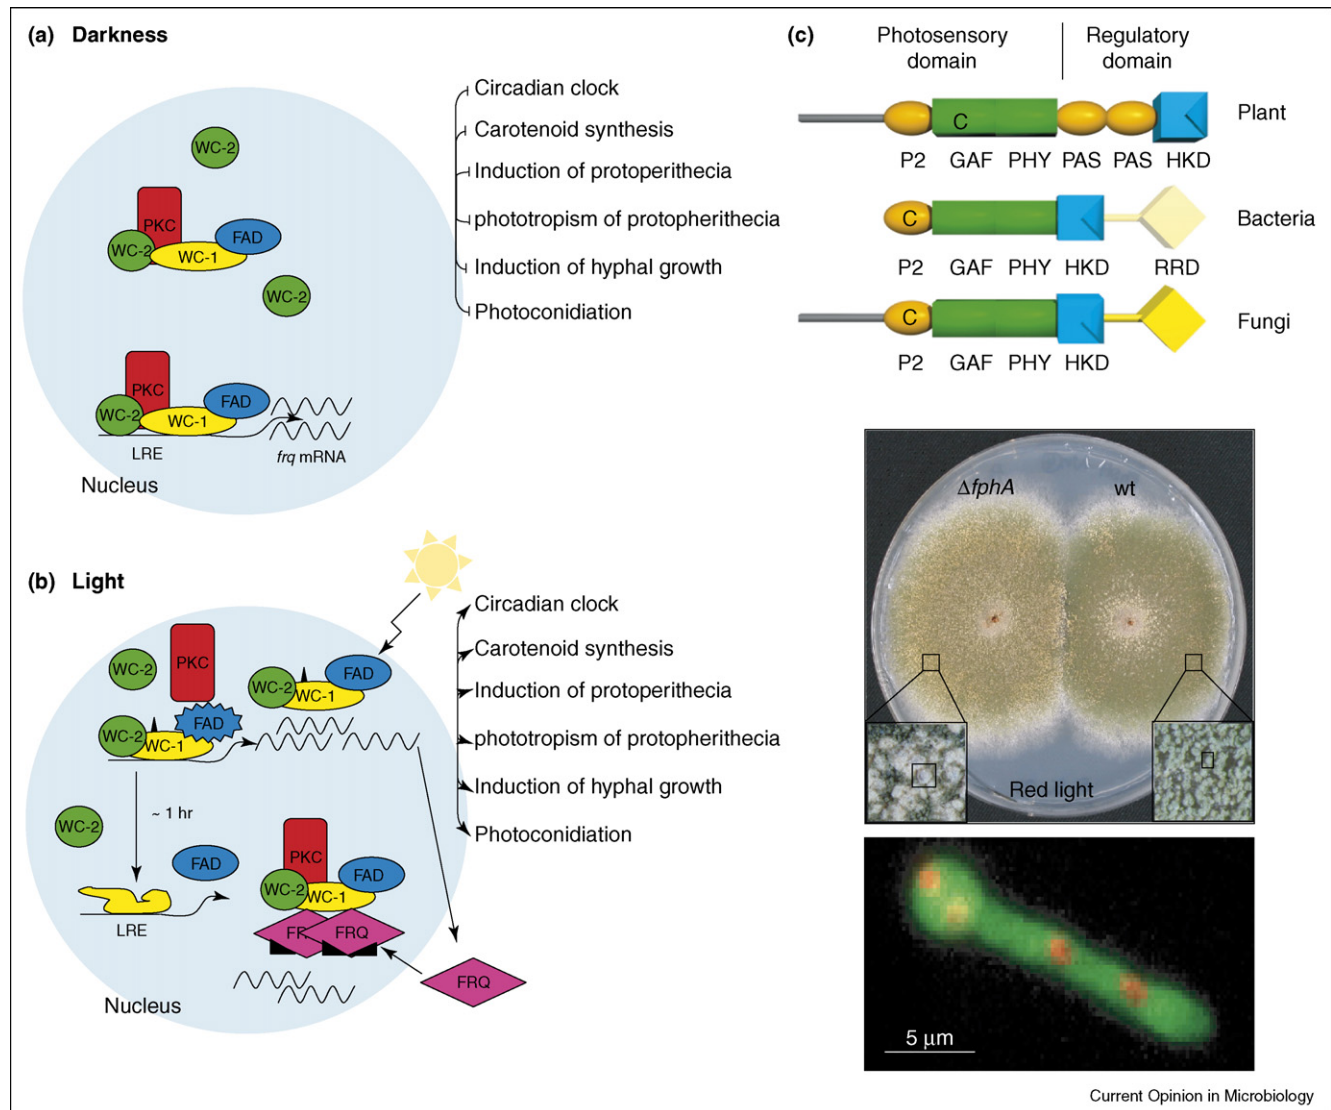 (a) Darkness
WC-2
PKC
WC-2
WC-1
FAD
WC-2
PKC
WC-2
WC-1
FAD
LRE
frq mRNA
Nucleus
Circadian clock
Carotenoid synthesis
Induction of protoperithecia
phototropism of protopherithecia
Induction of hyphal growth
Photoconidiation
(b) Light
WC-2
PKC
WC-2
WC-1
FAD
WC-2
WC-1
FAD
~ 1 hr
WC-2
FAD
LRE
PKC
WC-2
WC-1
FAD
FRQ
FRQ
Nucleus
Circadian clock
Carotenoid synthesis
Induction of protoperithecia
phototropism of protopherithecia
Induction of hyphal growth
Photoconidiation
(c)
Photosensory
domain
Regulatory
domain
C
Plant
P2 GAF PHY PAS PAS HKD
C
Bacteria
P2 GAF PHY HKD RRD
C
Fungi
P2 GAF PHY HKD
ΔfphA
wt
Red light
5 μm
Current Opinion in Microbiology